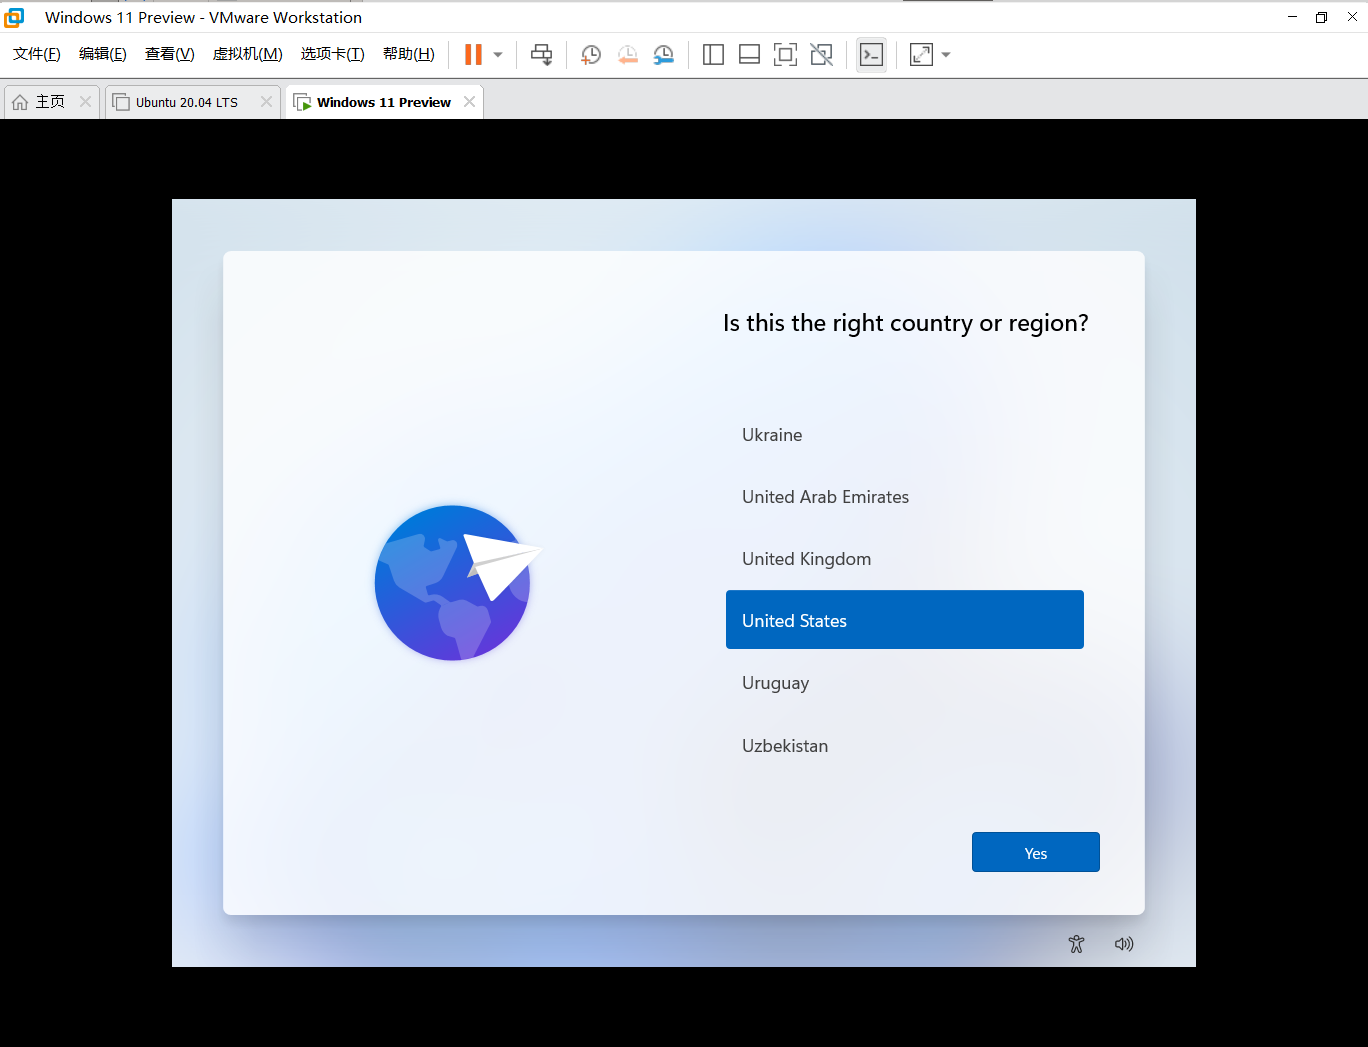 Windows 11 Preview - VMware Workstation
文件(F) 编辑(E) 查看(V) 虚拟机(M) 选项卡(T) 帮助(H)
主页 Ubuntu 20.04 LTS Windows 11 Preview
Is this the right country or region?
Ukraine
United Arab Emirates
United Kingdom
United States
Uruguay
Uzbekistan
Yes